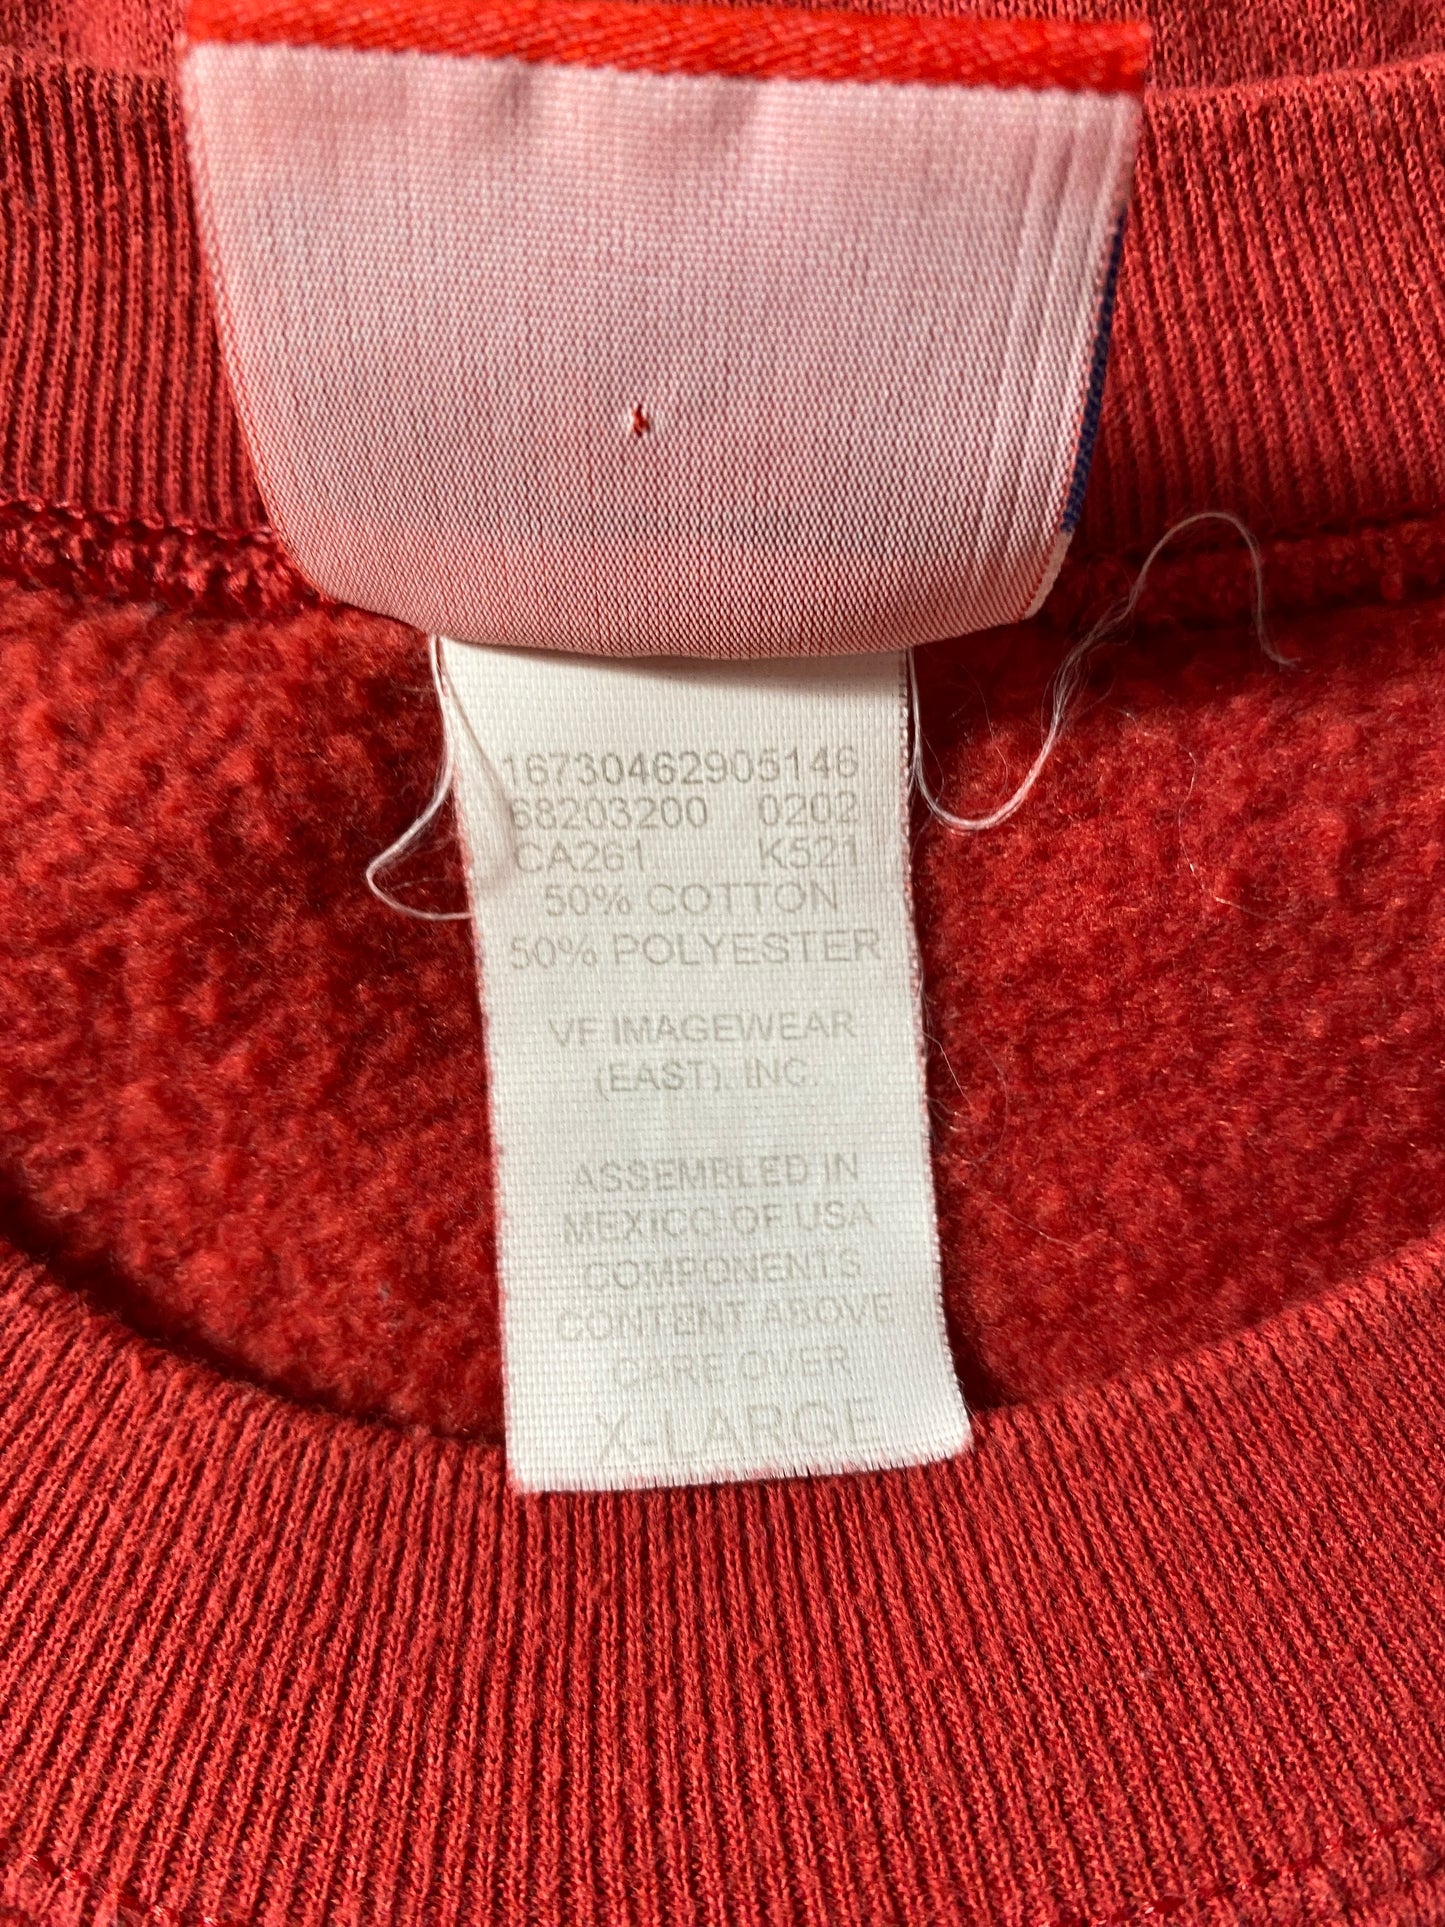 16730462905146
68203200 0202
CA261 K521
50% COTTON
50% POLYESTER
VF IMAGEWEAR
(EAST), INC.
ASSEMBLED IN
MEXICO OF USA
COMPONENTS
CONTENT ABOVE
CARE OVER
X-LARGE